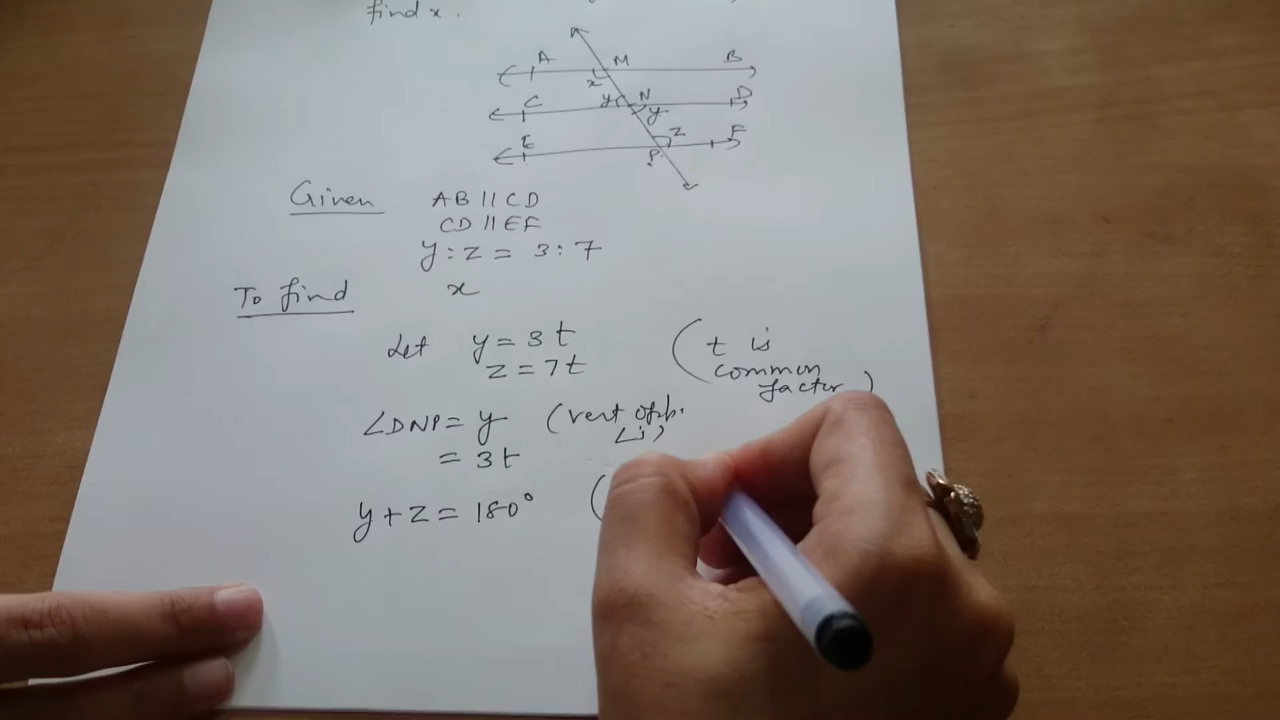 find x.
A M B
x
C y N D
y
E z F
P
Given AB || CD
CD || EF
y : z = 3 : 7
To find x
Let y = 3t (t is
z = 7t common
factor)
∠DNP = y (vert opp.
∠s)
= 3t
y + z = 180° (